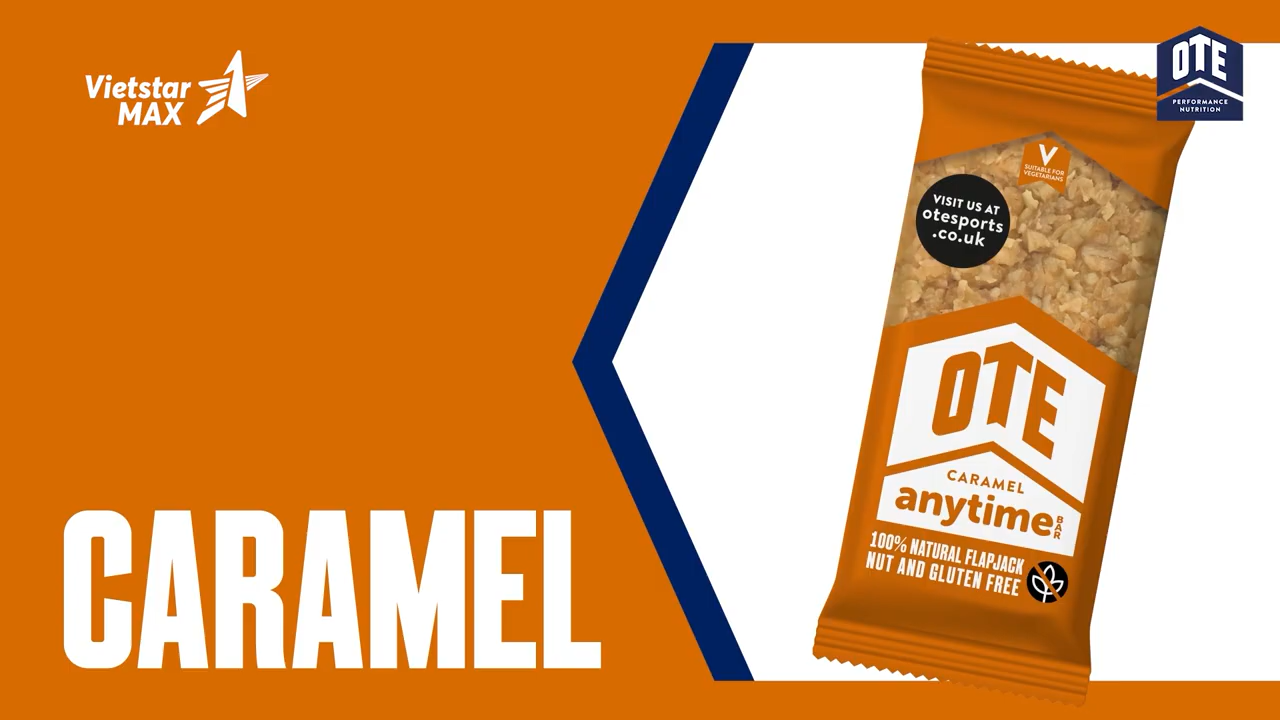 Vietstar
MAX
OTE
PERFORMANCE
NUTRITION
V
SUITABLE FOR
VEGETARIANS
VISIT US AT
otesports
.co.uk
OTE
CARAMEL
anytime BAR
100% NATURAL FLAPJACK
NUT AND GLUTEN FREE
CARAMEL